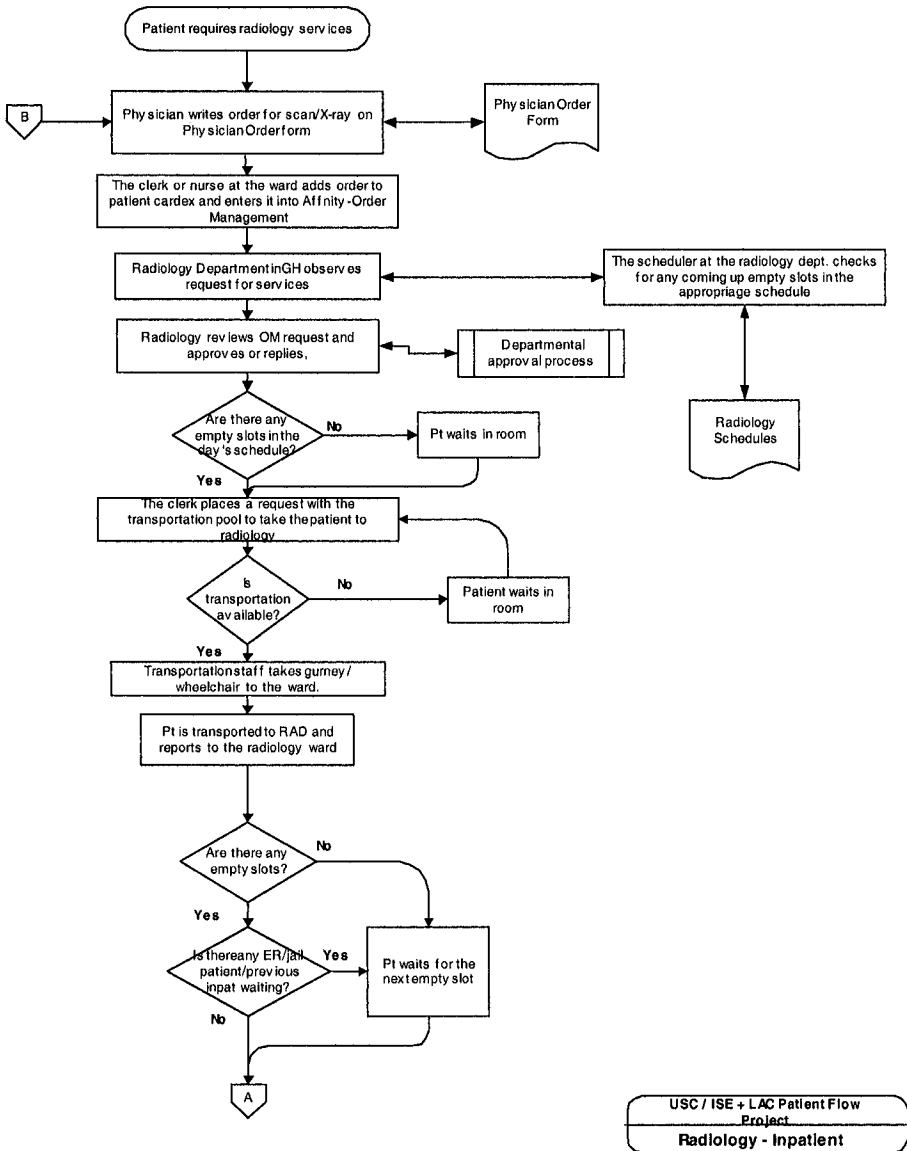 Patient requires radiology services
B
Physician writes order for scan/X-ray on
Physician Order form
Physician Order
Form
The clerk or nurse at the ward adds order to
patient cardex and enters it into Affinity-Order
Management
Radiology Department in GH observes
request for services
The scheduler at the radiology dept. checks
for any coming up empty slots in the
appropriage schedule
Radiology reviews OM request and
approves or replies,
Departmental
approval process
Radiology
Schedules
Are there any
empty slots in the
day's schedule?
No
Pt waits in room
Yes
The clerk places a request with the
transportation pool to take the patient to
radiology
Is
transportation
available?
No
Patient waits in
room
Yes
Transportation staff takes gurney/
wheelchair to the ward.
Pt is transported to RAD and
reports to the radiology ward
Are there any
empty slots?
No
Yes
Is there any ER/jail
patient/previous
inpat waiting?
Yes
Pt waits for the
next empty slot
No
A
USC / ISE + LAC Patient Flow
Project
Radiology - Inpatient